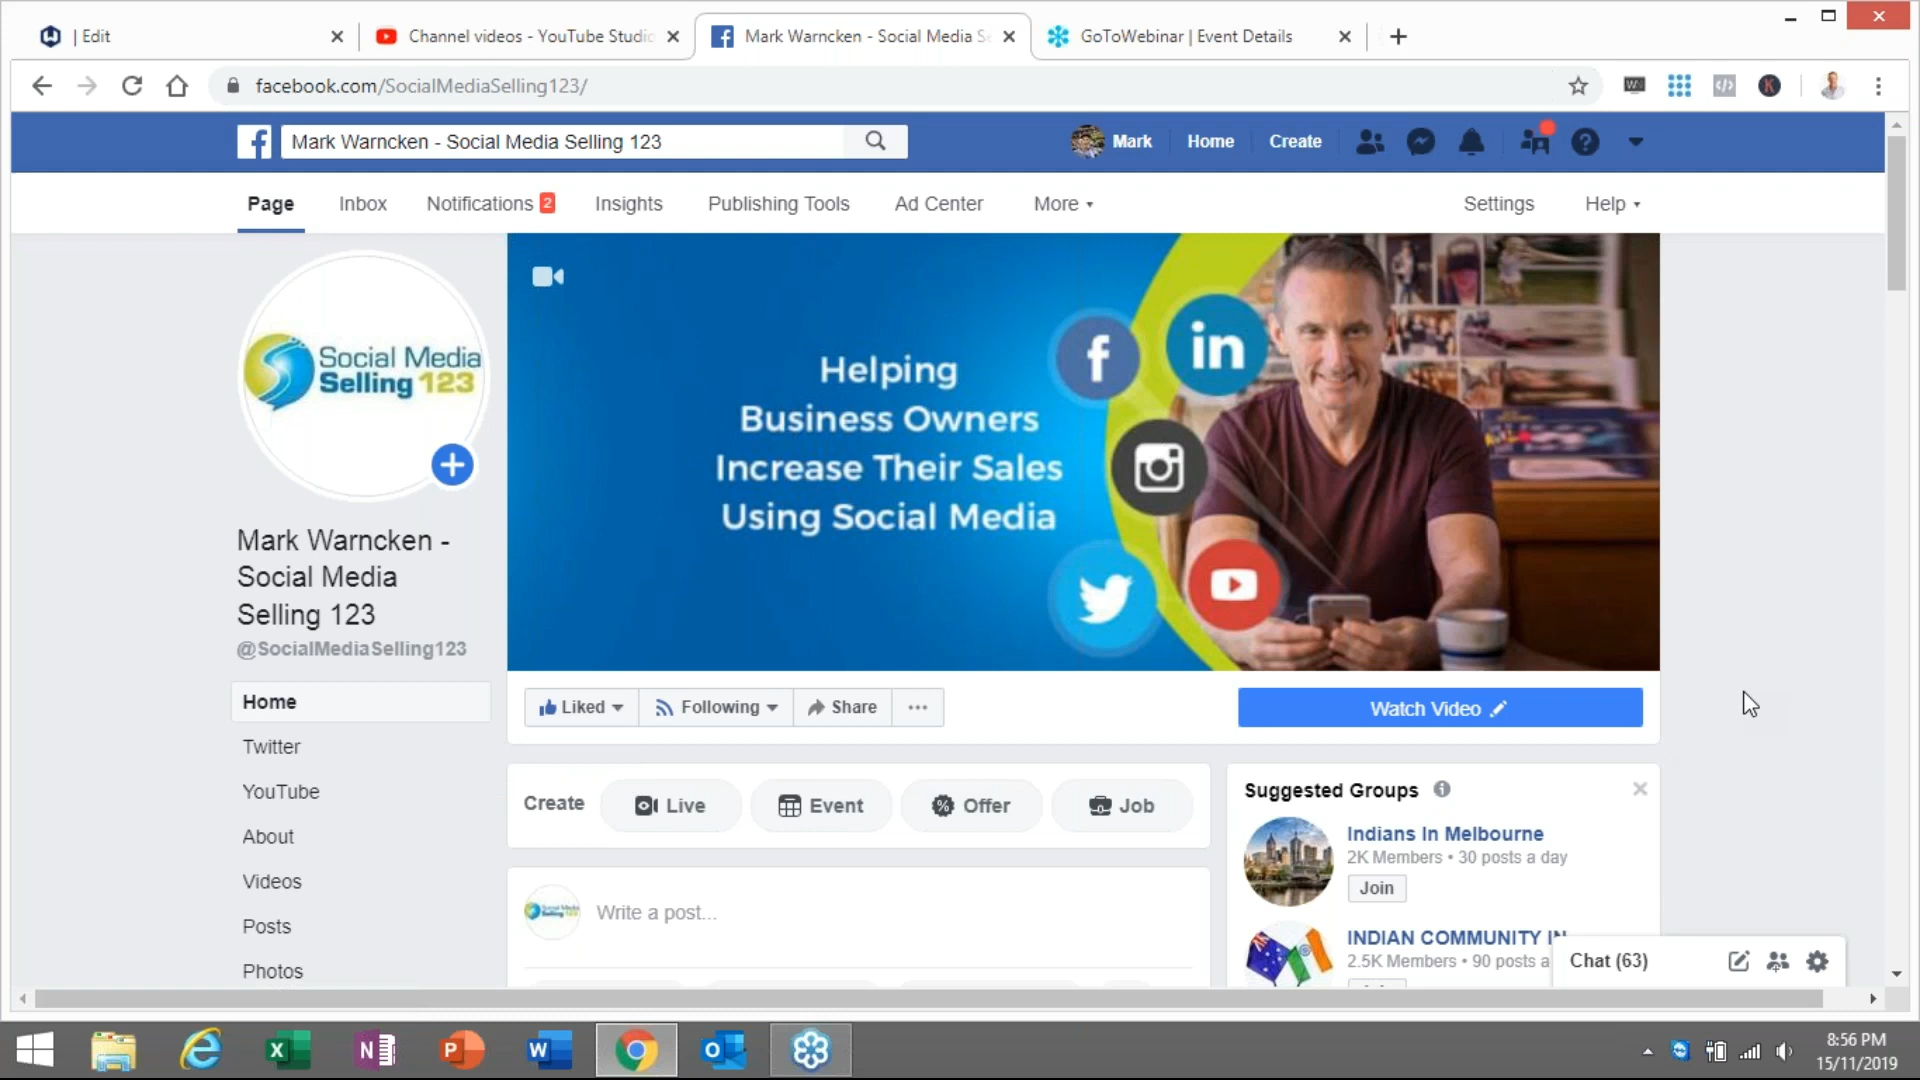 | Edit
Channel videos - YouTube Studio
Mark Warncken - Social Media Se
GoToWebinar | Event Details
facebook.com/SocialMediaSelling123/
Mark Warncken - Social Media Selling 123
Mark
Home
Create
Page
Inbox
Notifications 2
Insights
Publishing Tools
Ad Center
More
Settings
Help
Social Media
Selling 123
Helping
Business Owners
Increase Their Sales
Using Social Media
Mark Warncken -
Social Media
Selling 123
@SocialMediaSelling123
Home
Twitter
YouTube
About
Videos
Posts
Photos
Liked
Following
Share
Watch Video
Create
Live
Event
Offer
Job
Write a post...
Suggested Groups
Indians In Melbourne
2K Members • 30 posts a day
Join
INDIAN COMMUNITY IN
2.5K Members • 90 posts a
Chat (63)
8:56 PM
15/11/2019